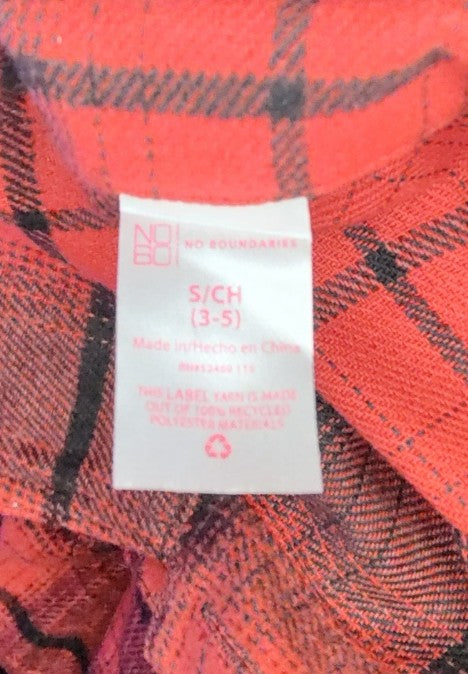 NO
BO
NO BOUNDARIES
S/CH
(3-5)
Made in/Hecho en China
THIS LABEL YARN IS MADE
OUT OF 100% RECYCLED
POLYESTER MATERIALS